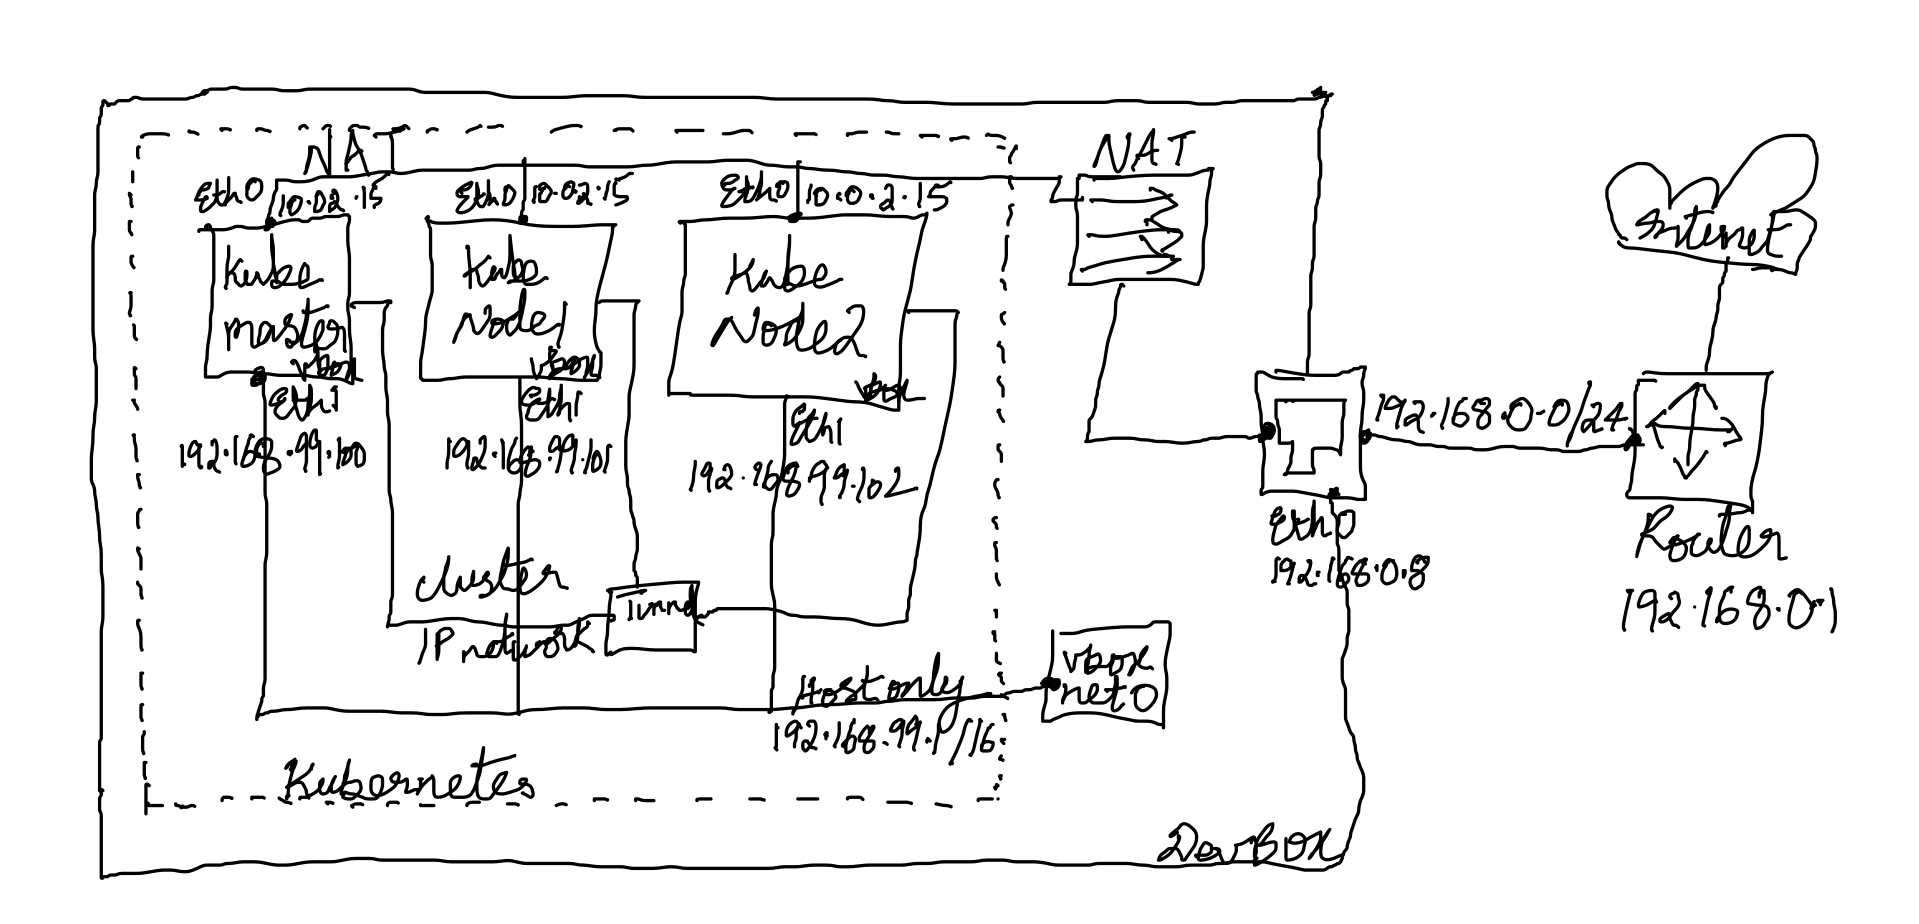 NAT
NAT
Eth0
10.02.15
Eth0
10.0.2.15
Eth0
10.0.2.15
Internet
Kube
master
vbox
Kube
Node1
vbox
Kube
Node2
vbox
Eth1
192.168.99.100
Eth1
192.168.99.101
Eth1
192.168 99.102
192.168.0.0/24
Eth0
192.168.0.8
Router
192.168.0.1
cluster
IP network
Tunnel
Host only
192.168.99.1/16
vbox
net0
Kubernetes
DevBox